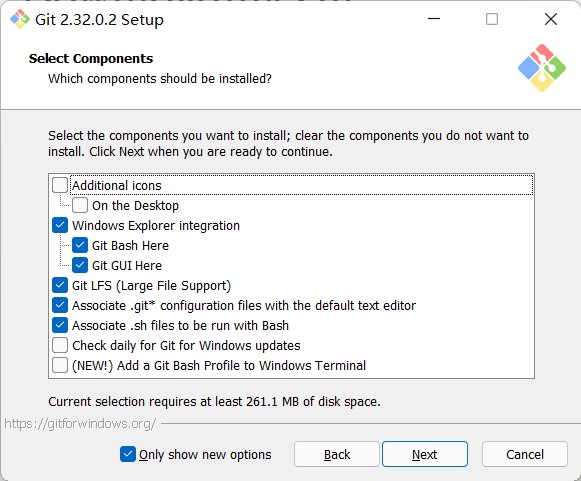 Git 2.32.0.2 Setup
Select Components
Which components should be installed?
Select the components you want to install; clear the components you do not want to
install. Click Next when you are ready to continue.
Additional icons
On the Desktop
Windows Explorer integration
Git Bash Here
Git GUI Here
Git LFS (Large File Support)
Associate .git* configuration files with the default text editor
Associate .sh files to be run with Bash
Check daily for Git for Windows updates
(NEW!) Add a Git Bash Profile to Windows Terminal
Current selection requires at least 261.1 MB of disk space.
https://gitforwindows.org/
Only show new options
Back
Next
Cancel